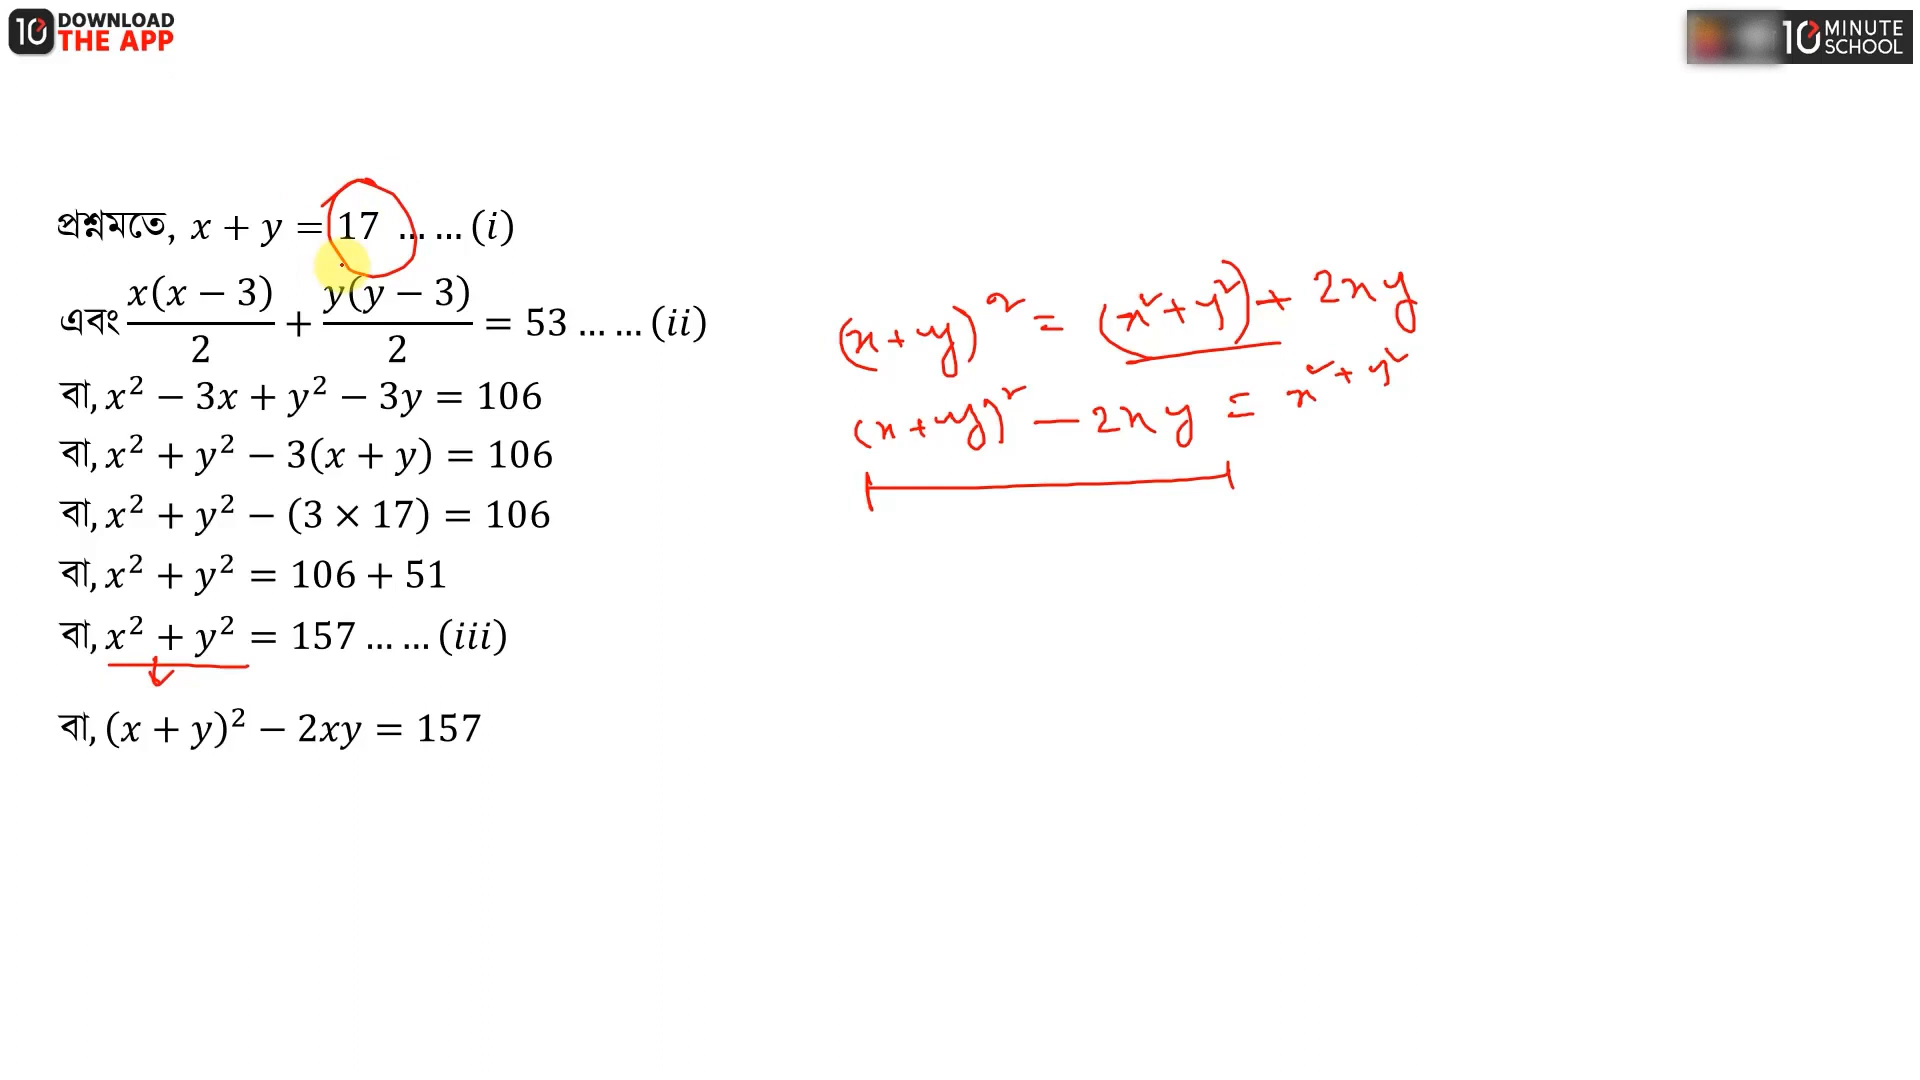 10 DOWNLOAD THE APP
10 MINUTE SCHOOL
প্রশ্নমতে, x + y = 17 ... ... (i)
এবং x(x − 3)/2 + y(y − 3)/2 = 53 ... ... (ii)
বা, x² − 3x + y² − 3y = 106
বা, x² + y² − 3(x + y) = 106
বা, x² + y² − (3 × 17) = 106
বা, x² + y² = 106 + 51
বা, x² + y² = 157 ... ... (iii)
বা, (x + y)² − 2xy = 157
(x + y)² = (x² + y²) + 2xy
(x + y)² − 2xy = x² + y²